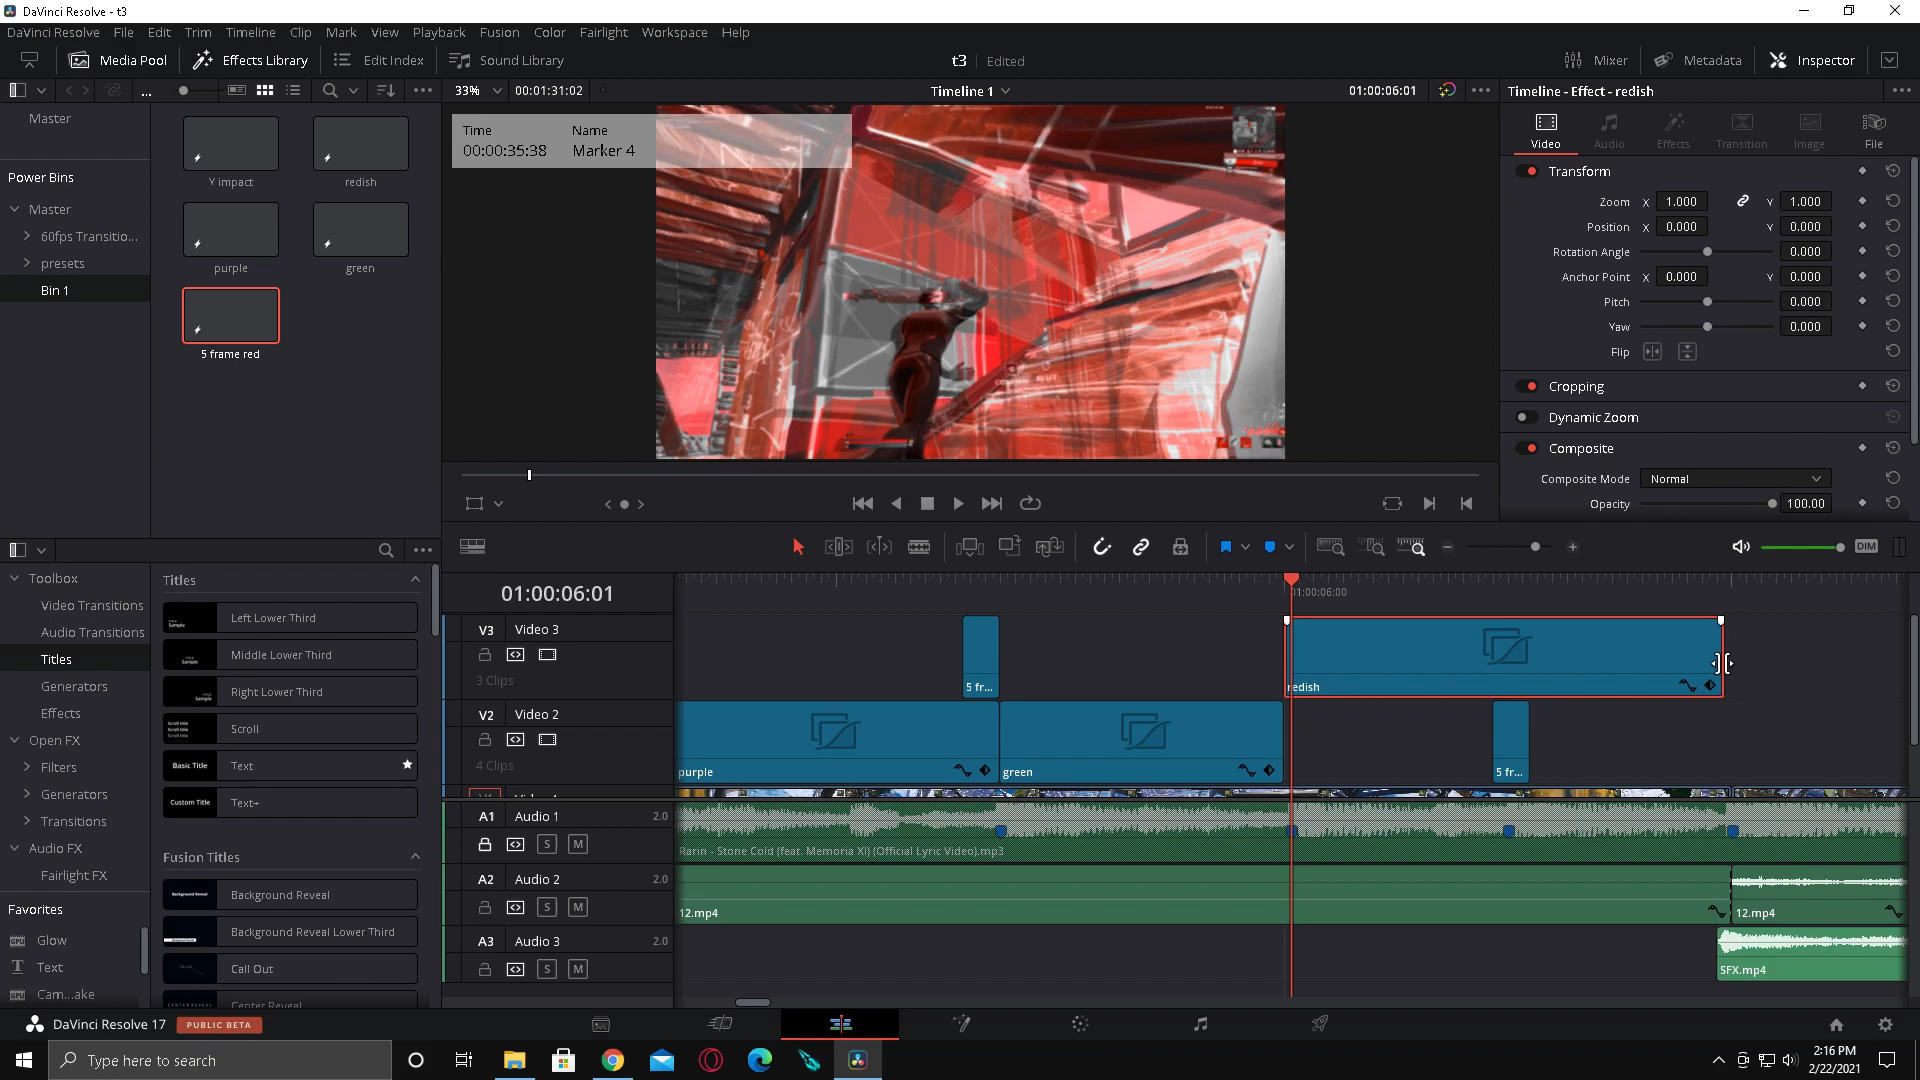 DaVinci Resolve - t3
DaVinci Resolve File Edit Trim Timeline Clip Mark View Playback Fusion Color Fairlight Workspace Help
Media Pool Effects Library Edit Index Sound Library t3 Edited Mixer Metadata Inspector
... 33% 00:01:31:02 Timeline 1 01:00:06:01 Timeline - Effect - redish
Master
Power Bins
Master
60fps Transitio...
presets
Bin 1
Y impact redish
purple green
5 frame red
Time Name
00:00:35:38 Marker 4
Video Audio Effects Transition Image File
Transform
Zoom X 1.000 Y 1.000
Position X 0.000 Y 0.000
Rotation Angle 0.000
Anchor Point X 0.000 Y 0.000
Pitch 0.000
Yaw 0.000
Flip
Cropping
Dynamic Zoom
Composite
Composite Mode Normal
Opacity 100.00
DIM
Toolbox
Video Transitions
Audio Transitions
Titles
Generators
Effects
Open FX
Filters
Generators
Transitions
Audio FX
Fairlight FX
Favorites
Glow
Text
Cam...ake
Titles
Left Lower Third
Middle Lower Third
Right Lower Third
Scroll
Basic Title Text
Custom Title Text+
Fusion Titles
Background Reveal
Background Reveal Lower Third
Call Out
Center Reveal
01:00:06:01
01:00:06:00
V3 Video 3
3 Clips
5 fr... redish
V2 Video 2
4 Clips
purple green 5 fr...
A1 Audio 1 2.0
S M
Rarin - Stone Cold (feat. Memoria XI) (Official Lyric Video).mp3
A2 Audio 2 2.0
S M
12.mp4 12.mp4
A3 Audio 3 2.0
S M
SFX.mp4
DaVinci Resolve 17 PUBLIC BETA
Type here to search
2:16 PM
2/22/2021